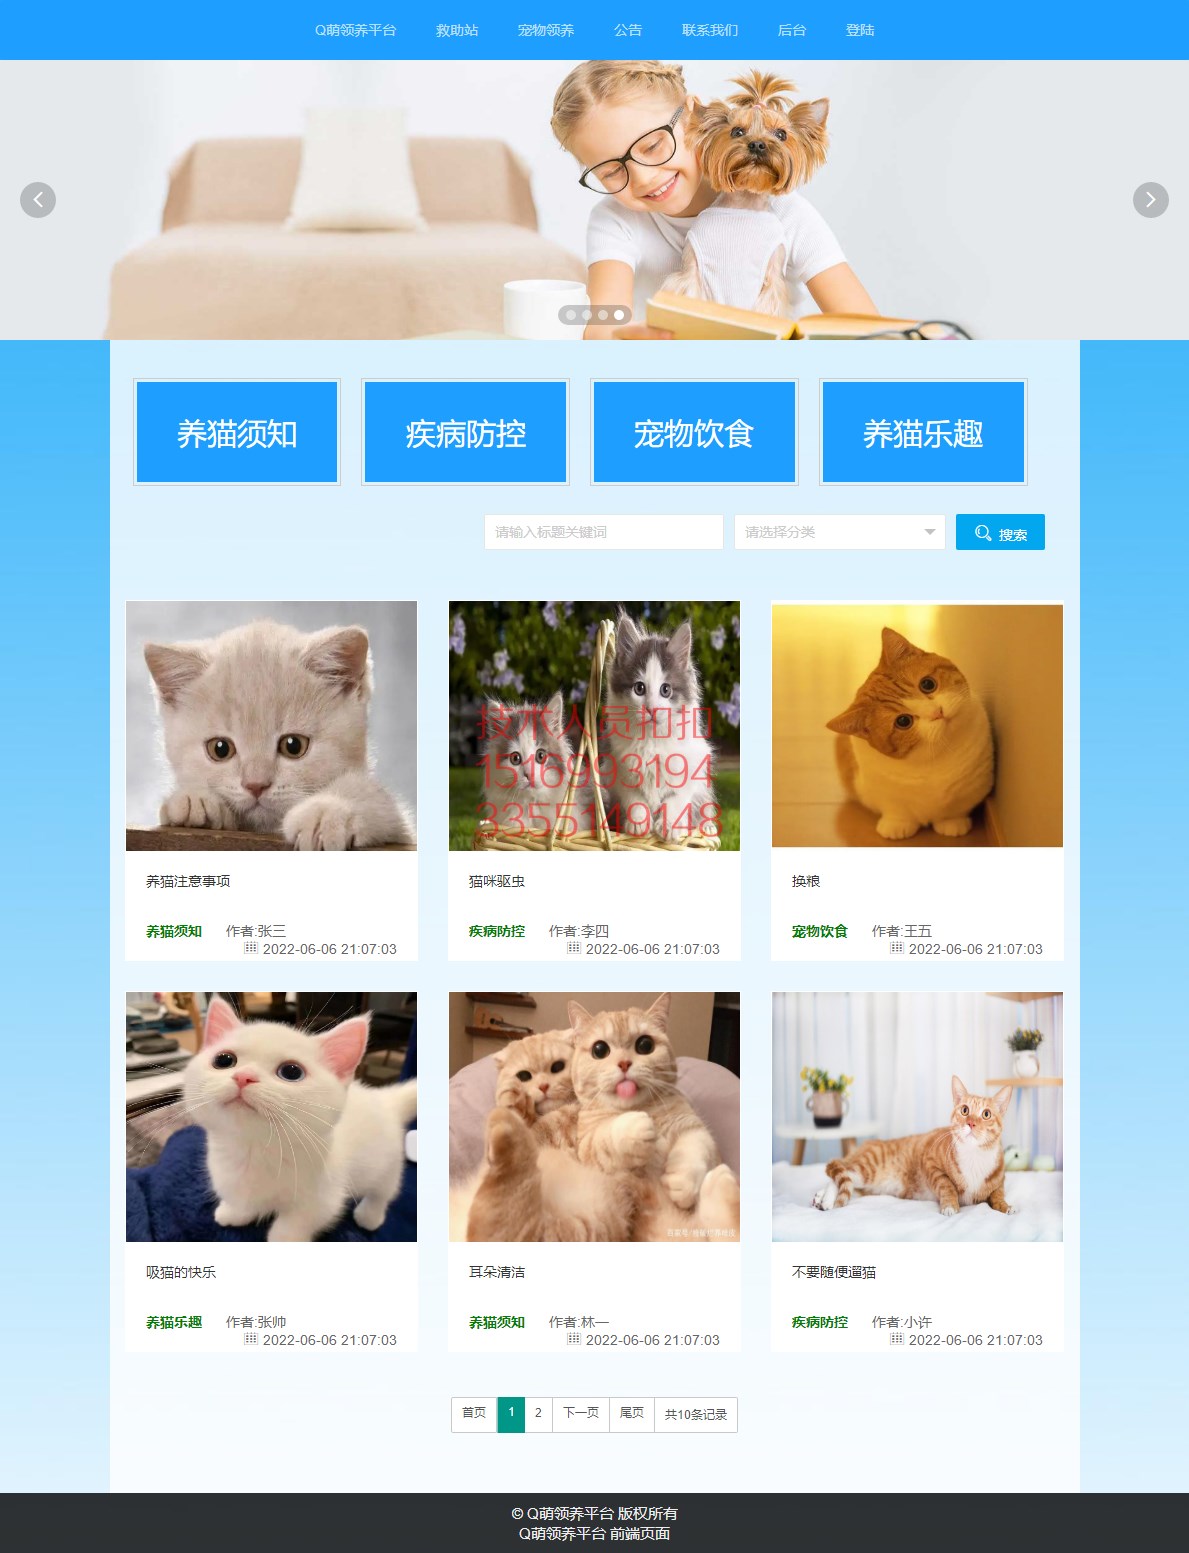 Q萌领养平台 救助站 宠物领养 公告 联系我们 后台 登陆
养猫须知 疾病防控 宠物饮食 养猫乐趣
请输入标题关键词 请选择分类 搜索
技术人员扣扣
1516993194
3355149148
养猫注意事项 猫咪驱虫 换粮
养猫须知 作者:张三 疾病防控 作者:李四 宠物饮食 作者:王五
2022-06-06 21:07:03 2022-06-06 21:07:03 2022-06-06 21:07:03
吸猫的快乐 耳朵清洁 不要随便遛猫
养猫乐趣 作者:张帅 养猫须知 作者:林一 疾病防控 作者:小许
2022-06-06 21:07:03 2022-06-06 21:07:03 2022-06-06 21:07:03
首页 1 2 下一页 尾页 共10条记录
© Q萌领养平台 版权所有
Q萌领养平台 前端页面